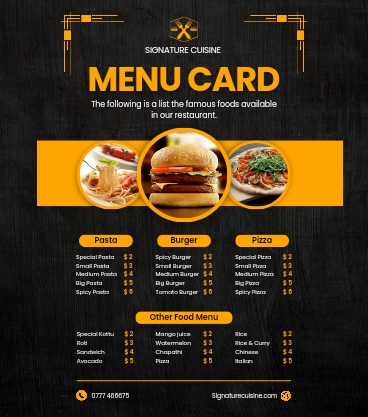 SIGNATURE CUISINE
MENU CARD
The following is a list the famous foods available
in our restaurant.
Pasta
Special Pasta $ 2
Small Pasta $ 3
Medium Pasta $ 4
Big Pasta $ 5
Spicy Pasta $ 6
Burger
Spicy Burger $ 2
Small Burger $ 3
Medium Burger $ 4
Big Burger $ 5
Tomato Burger $ 6
Pizza
Special Pizza $ 2
Small Pizza $ 3
Medium Pizza $ 4
Big Pizza $ 5
Spicy Pizza $ 6
Other Food Menu
Special Kottu $ 2
Roti $ 3
Sandwich $ 4
Avocado $ 5
Mango juice $ 2
Watermelon $ 3
Chapathi $ 4
Pizza $ 5
Rice $ 2
Rice & Curry $ 3
Chinese $ 4
Italian $ 5
0777 466675
Signaturecuisine.com